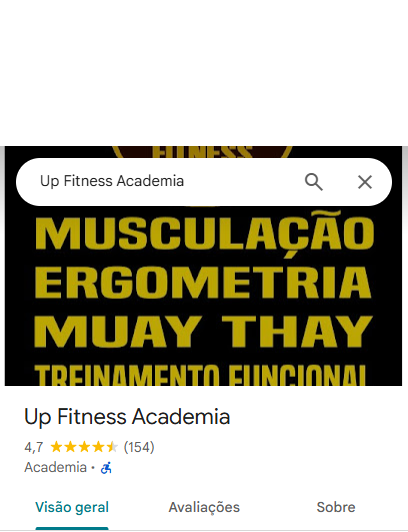 FITNESS
Up Fitness Academia
MUSCULAÇÃO
ERGOMETRIA
MUAY THAY
TREINAMENTO FUNCIONAL
Up Fitness Academia
4,7 (154)
Academia •
Visão geral Avaliações Sobre